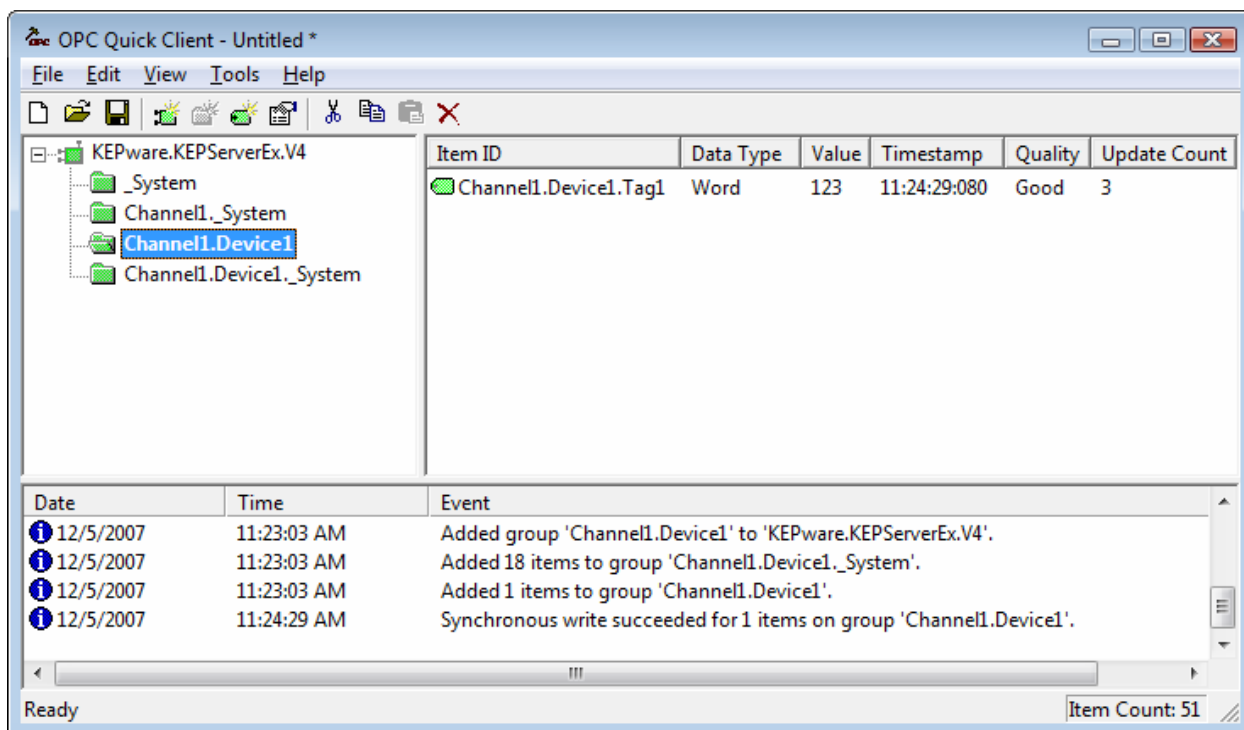 OPC Quick Client - Untitled *
File Edit View Tools Help
KEPware.KEPServerEx.V4
_System
Channel1._System
Channel1.Device1
Channel1.Device1._System
Item ID Data Type Value Timestamp Quality Update Count
Channel1.Device1.Tag1 Word 123 11:24:29:080 Good 3
Date Time Event
12/5/2007 11:23:03 AM Added group 'Channel1.Device1' to 'KEPware.KEPServerEx.V4'.
12/5/2007 11:23:03 AM Added 18 items to group 'Channel1.Device1._System'.
12/5/2007 11:23:03 AM Added 1 items to group 'Channel1.Device1'.
12/5/2007 11:24:29 AM Synchronous write succeeded for 1 items on group 'Channel1.Device1'.
Ready Item Count: 51